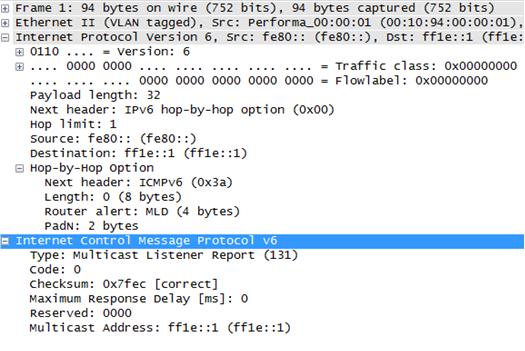 Frame 1: 94 bytes on wire (752 bits), 94 bytes captured (752 bits)
Ethernet II (VLAN tagged), Src: Performa_00:00:01 (00:10:94:00:00:01),
Internet Protocol Version 6, Src: fe80:: (fe80::), Dst: ff1e::1 (ff1e:
0110 .... = Version: 6
.... 0000 0000 .... .... .... .... .... = Traffic class: 0x00000000
.... .... .... 0000 0000 0000 0000 0000 = Flowlabel: 0x00000000
Payload length: 32
Next header: IPv6 hop-by-hop option (0x00)
Hop limit: 1
Source: fe80:: (fe80::)
Destination: ff1e::1 (ff1e::1)
Hop-by-Hop Option
Next header: ICMPv6 (0x3a)
Length: 0 (8 bytes)
Router alert: MLD (4 bytes)
PadN: 2 bytes
Internet Control Message Protocol v6
Type: Multicast Listener Report (131)
Code: 0
Checksum: 0x7fec [correct]
Maximum Response Delay [ms]: 0
Reserved: 0000
Multicast Address: ff1e::1 (ff1e::1)